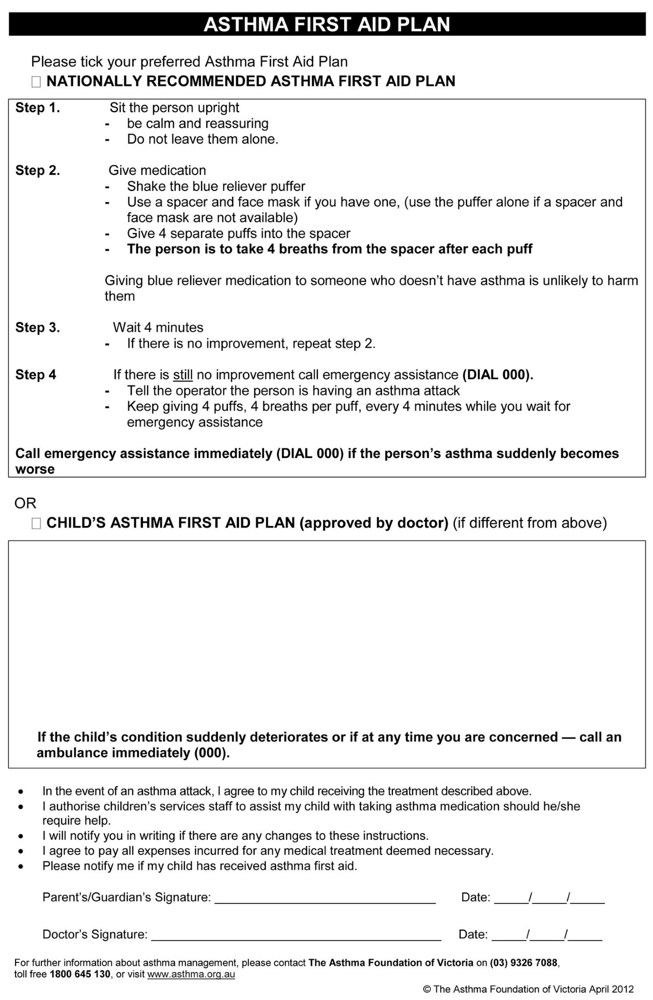 ASTHMA FIRST AID PLAN
Please tick your preferred Asthma First Aid Plan
□ NATIONALLY RECOMMENDED ASTHMA FIRST AID PLAN
Step 1. Sit the person upright
- be calm and reassuring
- Do not leave them alone.
Step 2. Give medication
- Shake the blue reliever puffer
- Use a spacer and face mask if you have one, (use the puffer alone if a spacer and
face mask are not available)
- Give 4 separate puffs into the spacer
- The person is to take 4 breaths from the spacer after each puff
Giving blue reliever medication to someone who doesn’t have asthma is unlikely to harm
them
Step 3. Wait 4 minutes
- If there is no improvement, repeat step 2.
Step 4 If there is still no improvement call emergency assistance (DIAL 000).
- Tell the operator the person is having an asthma attack
- Keep giving 4 puffs, 4 breaths per puff, every 4 minutes while you wait for
emergency assistance
Call emergency assistance immediately (DIAL 000) if the person’s asthma suddenly becomes
worse
OR
□ CHILD’S ASTHMA FIRST AID PLAN (approved by doctor) (if different from above)
If the child’s condition suddenly deteriorates or if at any time you are concerned — call an
ambulance immediately (000).
• In the event of an asthma attack, I agree to my child receiving the treatment described above.
• I authorise children’s services staff to assist my child with taking asthma medication should he/she
require help.
• I will notify you in writing if there are any changes to these instructions.
• I agree to pay all expenses incurred for any medical treatment deemed necessary.
• Please notify me if my child has received asthma first aid.
Parent’s/Guardian’s Signature: ________________________________ Date: _____/_____/_____
Doctor’s Signature: __________________________________________ Date: _____/_____/_____
For further information about asthma management, please contact The Asthma Foundation of Victoria on (03) 9326 7088,
toll free 1800 645 130, or visit www.asthma.org.au
© The Asthma Foundation of Victoria April 2012